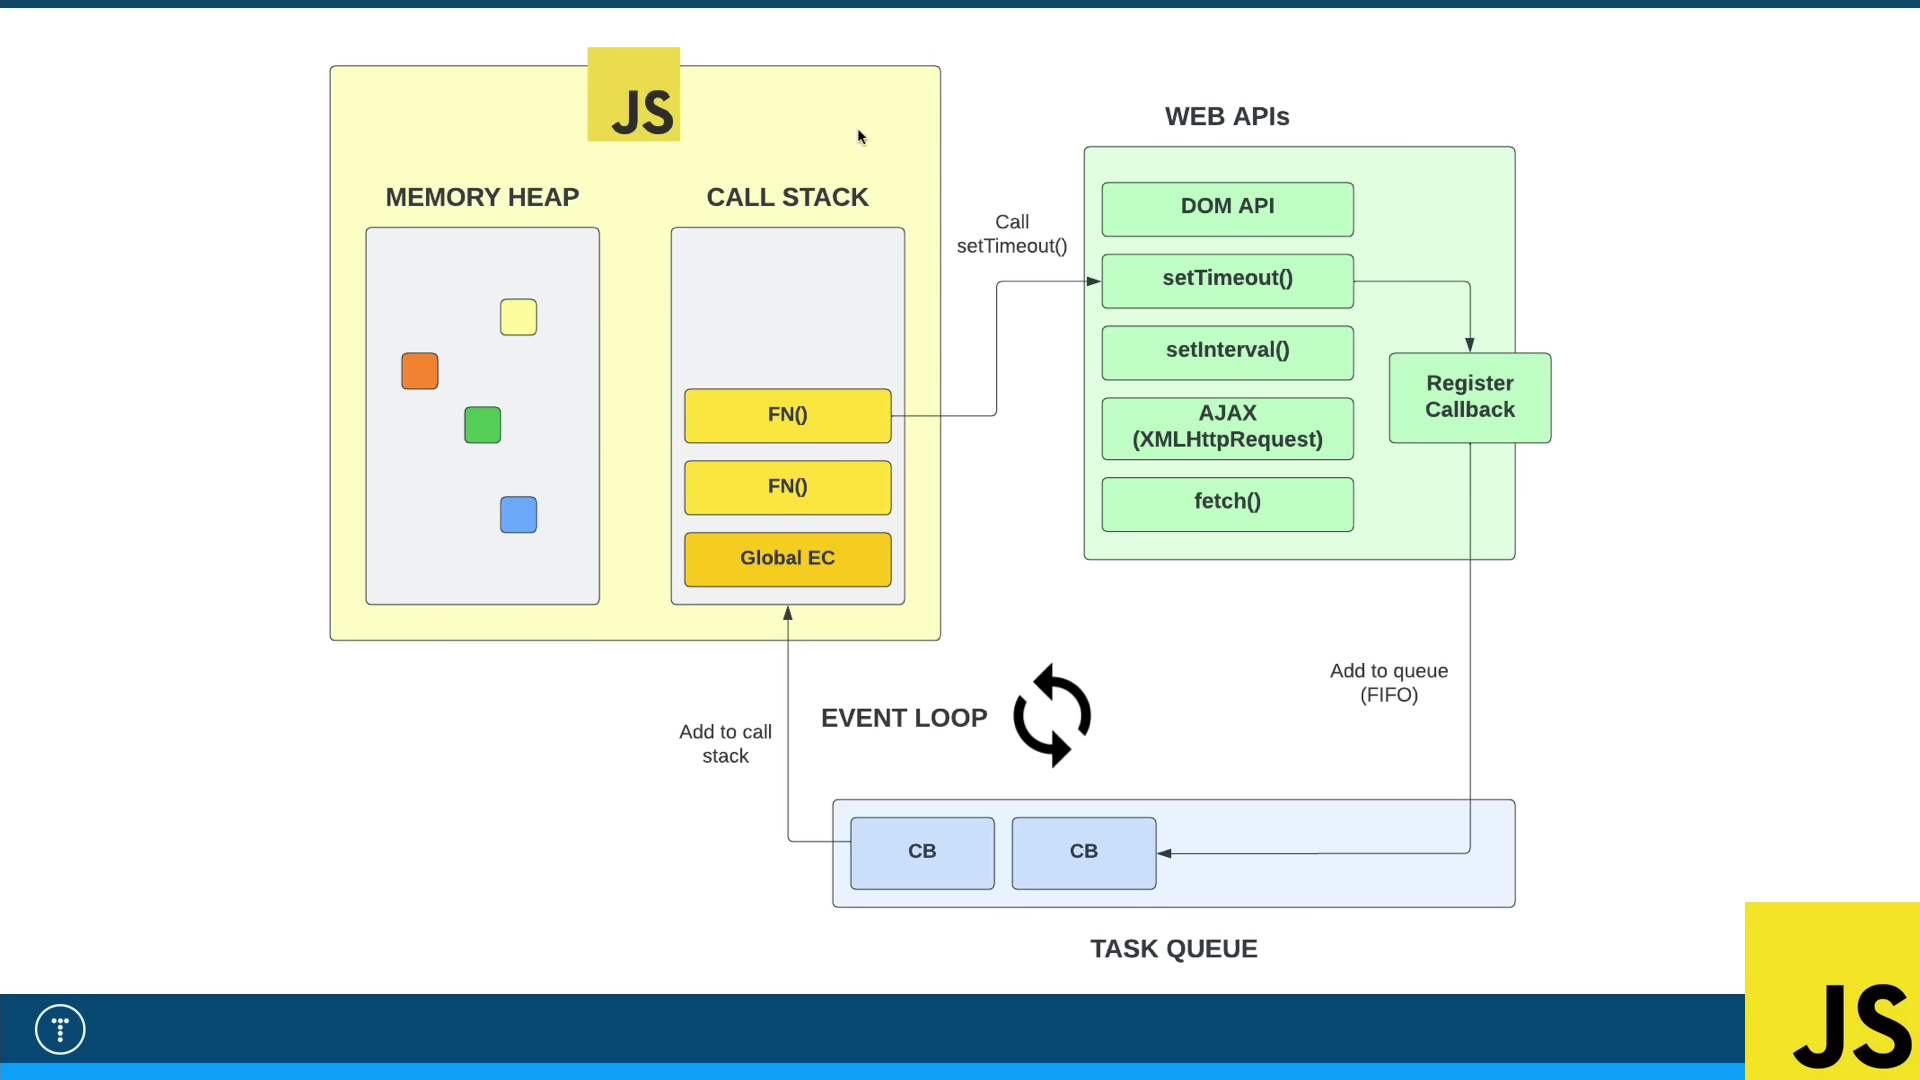 JS
MEMORY HEAP
CALL STACK
FN()
FN()
Global EC
Call
setTimeout()
WEB APIs
DOM API
setTimeout()
setInterval()
AJAX
(XMLHttpRequest)
fetch()
Register
Callback
Add to queue
(FIFO)
EVENT LOOP
Add to call
stack
CB
CB
TASK QUEUE
JS